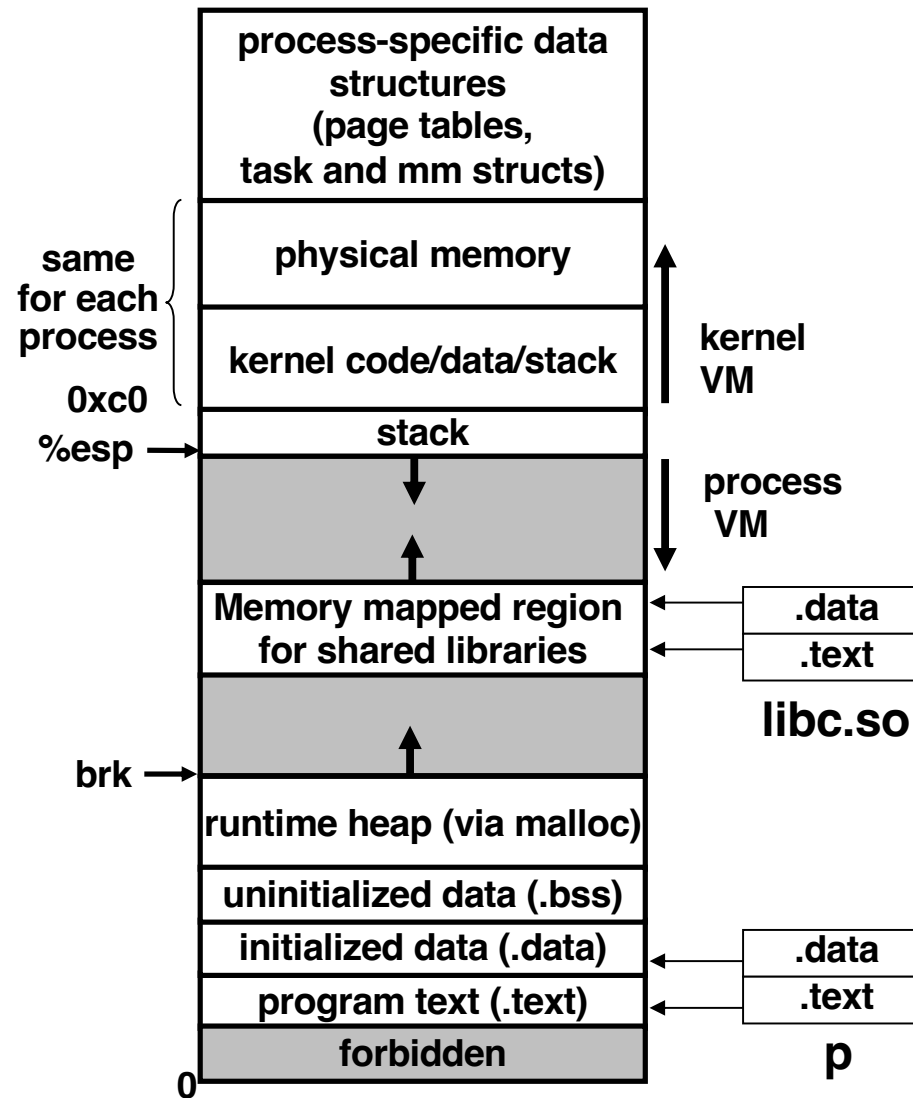 process-specific data
structures
(page tables,
task and mm structs)
same
for each
process
physical memory
kernel code/data/stack
kernel
VM
0xc0
%esp
stack
process
VM
Memory mapped region
for shared libraries
.data
.text
libc.so
brk
runtime heap (via malloc)
uninitialized data (.bss)
initialized data (.data)
program text (.text)
.data
.text
p
forbidden
0